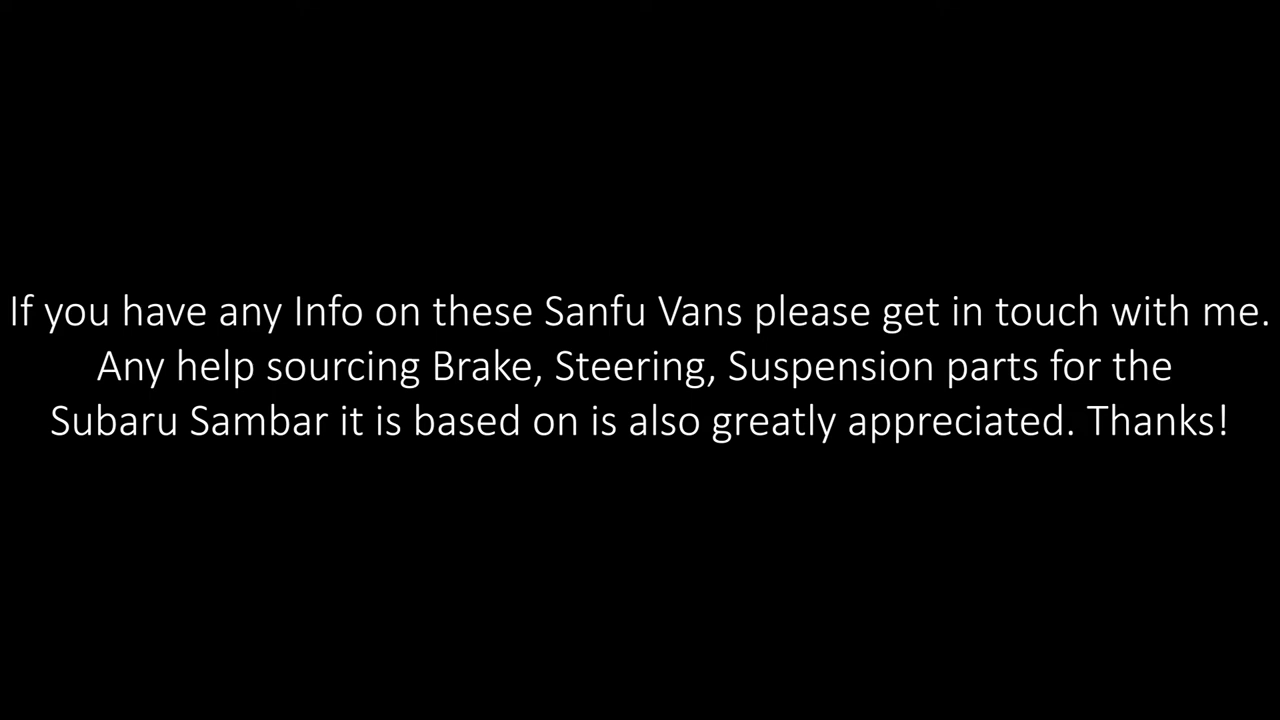 If you have any Info on these Sanfu Vans please get in touch with me.
Any help sourcing Brake, Steering, Suspension parts for the
Subaru Sambar it is based on is also greatly appreciated. Thanks!